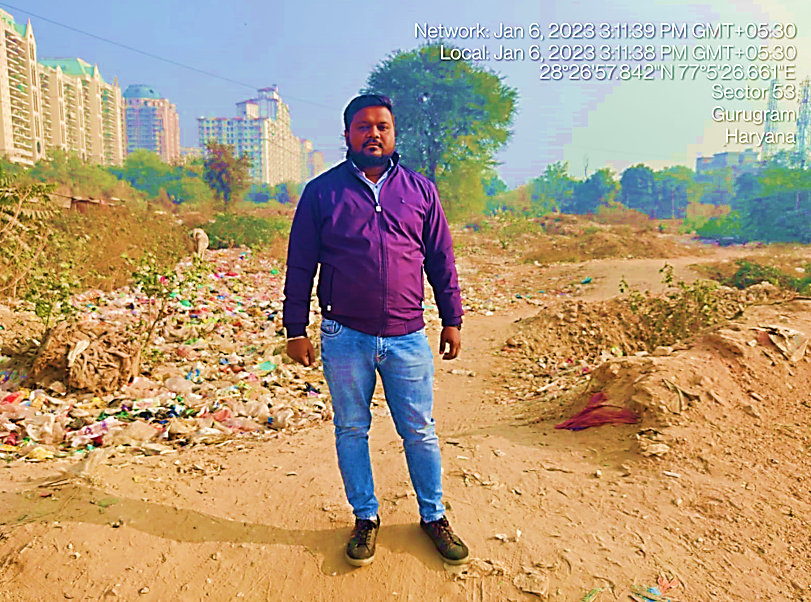 Network: Jan 6, 2023 3:11:39 PM GMT+05:30
Local: Jan 6, 2023 3:11:38 PM GMT+05:30
28°26'57.842"N 77°5'26.661"E
Sector 53
Gurugram
Haryana